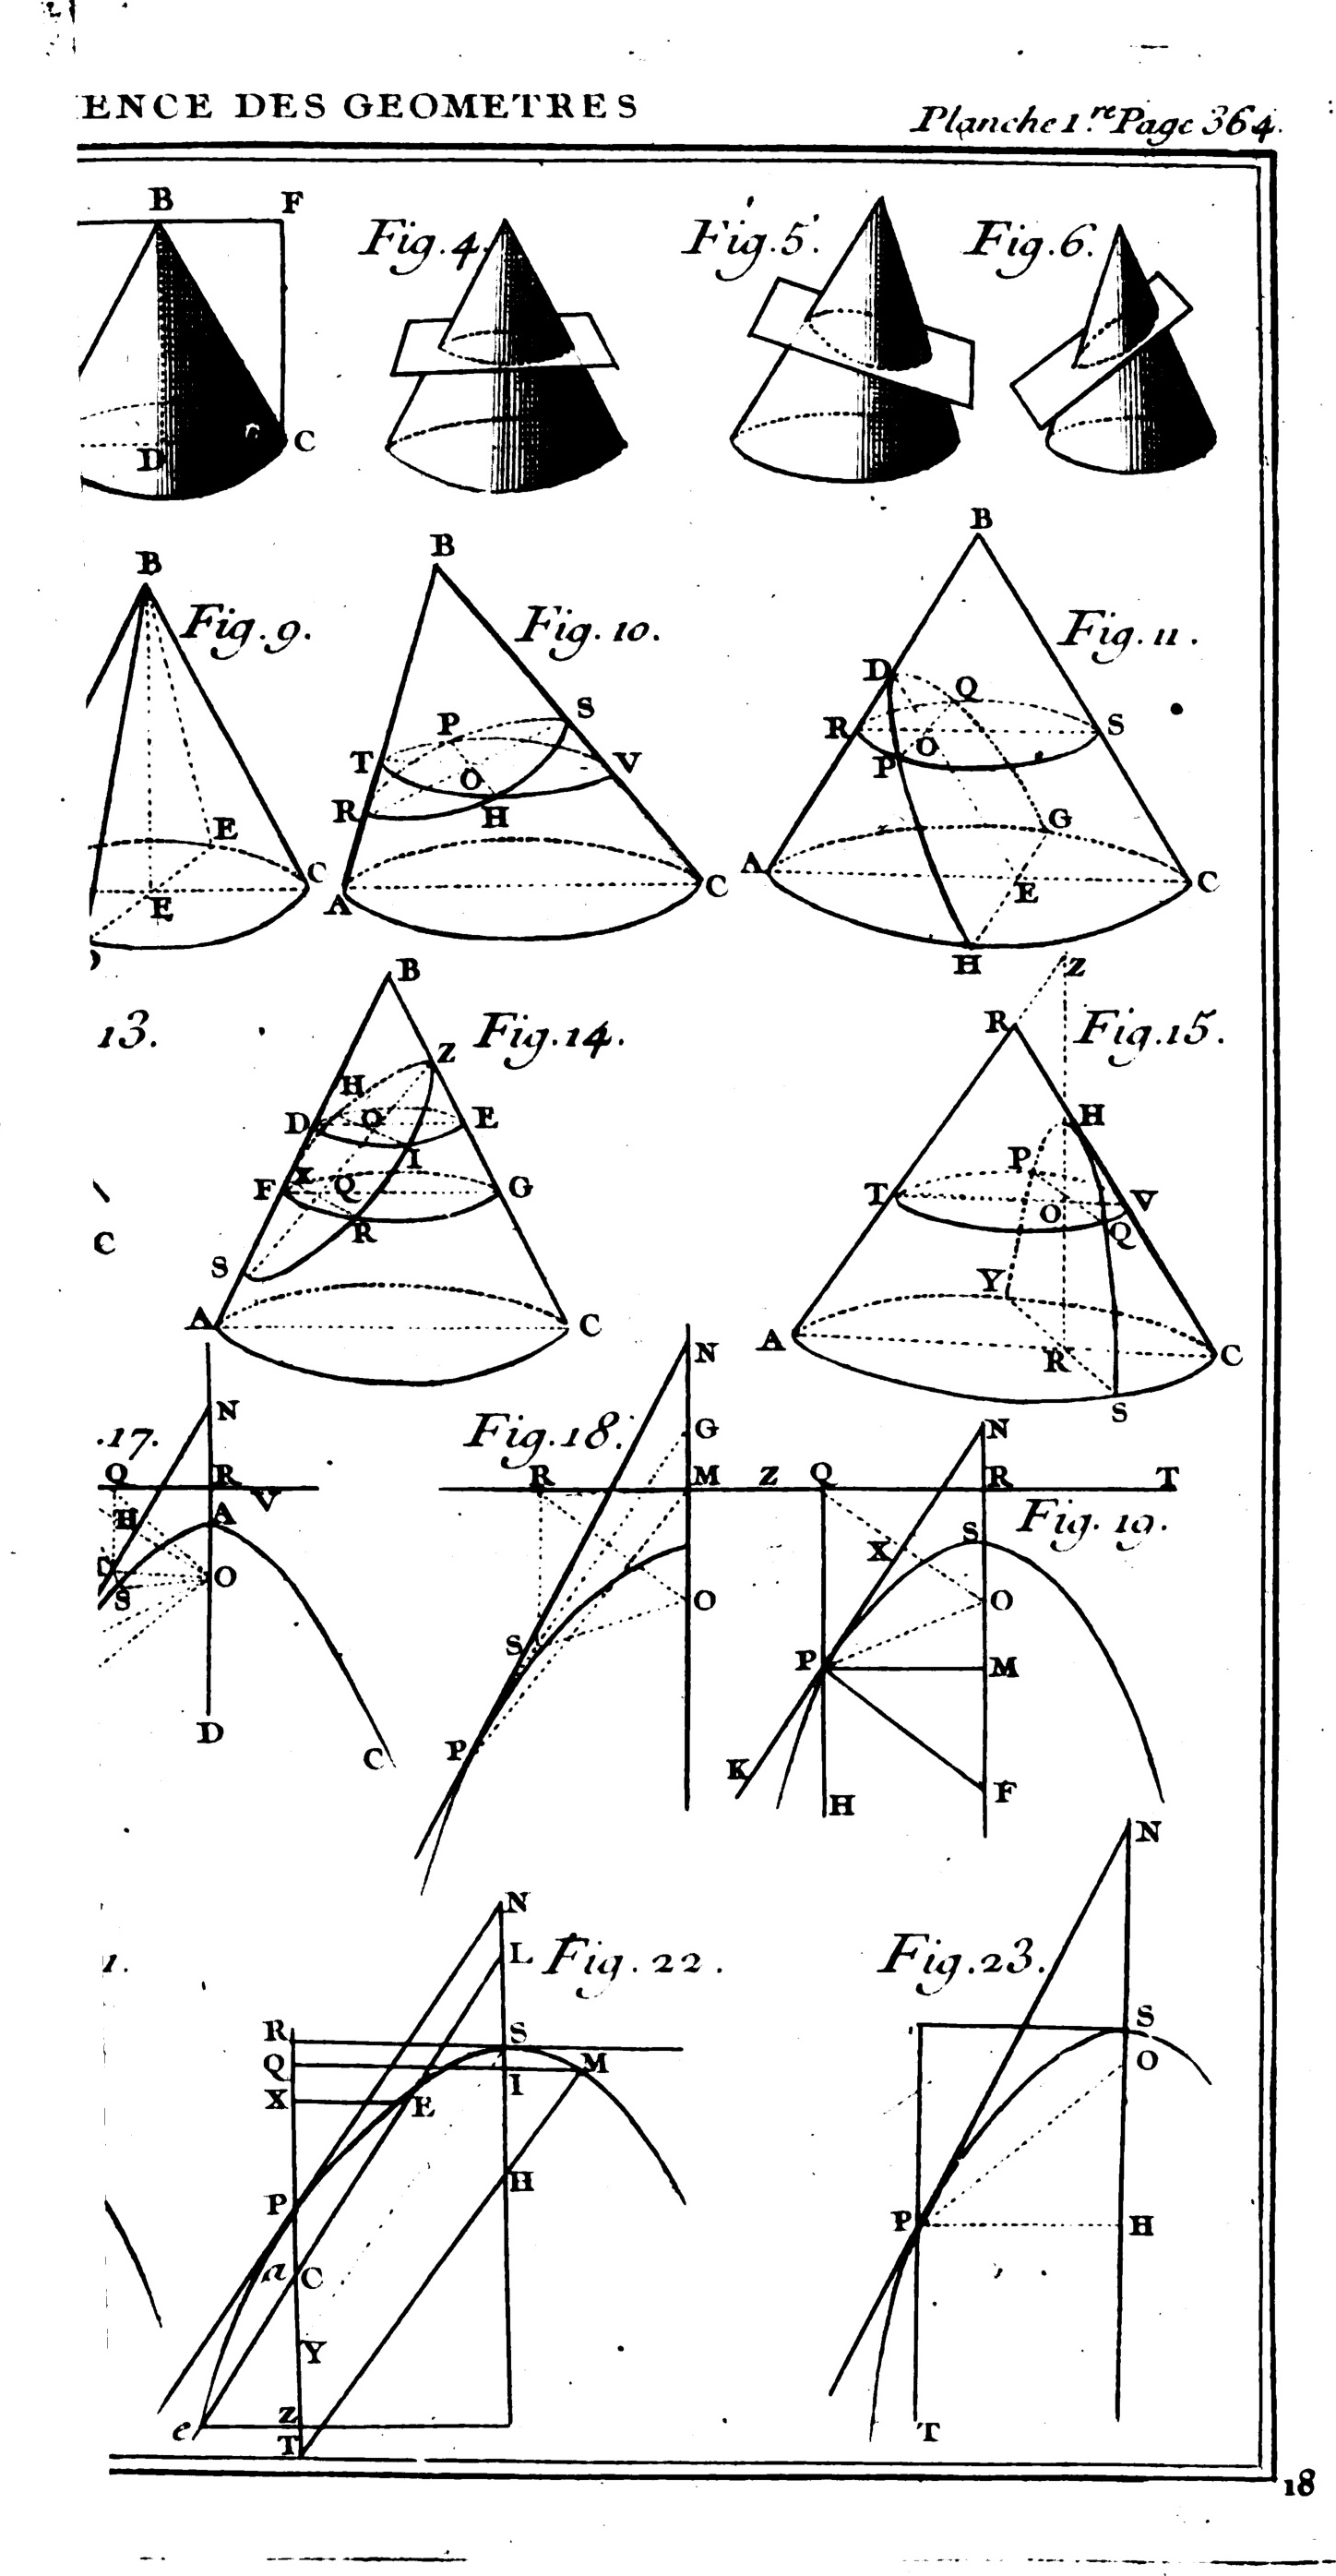 ENCE DES GEOMETRES
Planche 1.re Page 364.
B F
Fig. 4. Fig. 5. Fig. 6.
D C
B B B
Fig. 9. Fig. 10. Fig. 11.
D Q
P S R O S
T O V P
R H
E G
C A C A E C
E H
B Z
13. Fig. 14. R Fig. 15.
Z
H H
D O E
I P
X T V
F Q G O
R Q
C S Y
A C A R C
S
N N
.17. Fig. 18. G N
Q R R M Z Q R T
A V Fig. 19.
H S
X
O O O
S S
P M
D C P K F
H
N
N
L Fig. 22. Fig. 23.
1.
R S S
Q M O
X I
E
H
P P H
a C
Y
e Z T
T
18